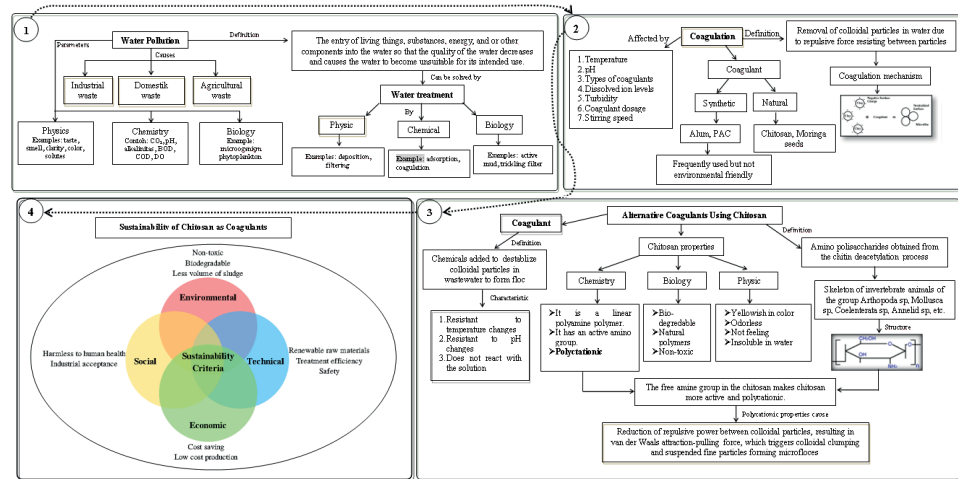 1
Water Pollution
Definition
Parameters
Causes
Industrial
waste
Domestik
waste
Agricultural
waste
The entry of living things, substances, energy, and or other
components into the water so that the quality of the water decreases
and causes the water to become unsuitable for its intended use.
Can be solved by
Water treatment
By
Physics
Examples: taste,
smell, clarity, color,
solutes
Chemistry
Contoh: CO₂, pH,
alkalinitas, BOD,
COD, DO
Biology
Example:
phytoplankton
Physic
Chemical
Biology
Examples: deposition,
filtering
Example: adsorption,
coagulation
Examples: active
mud, trickling filter
2
Affected by
Coagulation
Definition
Removal of colloidal particles in water due
to repulsive force resisting between particles
1.Temperature
2.pH
3.Types of coagulants
4.Dissolved ion levels
5.Turbidity
6.Coagulant dosage
7.Stirring speed
Coagulant
Synthetic
Natural
Alum, PAC
Chitosan, Moringa
seeds
Frequently used but not
environmental friendly
Coagulation mechanism
4
Sustainability of Chitosan as Coagulants
Non-toxic
Biodegradable
Less volume of sludge
Environmental
Harmless to human health
Industrial acceptance
Social
Sustainability
Criteria
Technical
Renewable raw materials
Treatment efficiency
Safety
Economic
Cost saving
Low cost production
3
Coagulant
Alternative Coagulants Using Chitosan
Definition
Definition
Chemicals added to destablize
colloidal particles in
wastewater to form floc
Characteristic
1.Resistant to
temperature changes
2.Resistant to pH
changes
3.Does not react with
the solution
Chitosan properties
Chemistry
Biology
Physic
➤It is a linear
polyamine polymer.
➤It has an active amino
group.
➤Polyctationic
➤Bio-
degredable
➤Natural
polymers
➤Non-toxic
➤Yellowish in color
➤Odorless
➤Not feeling
➤Insoluble in water
Amino polisaccharides obtained from
the chitin deacetylation process
Skeleton of invertebrate animals of
the group Arthopoda sp, Mollusca
sp, Coelenterata sp, Annelid sp, etc.
Structure
The free amine group in the chitosan makes chitosan
more active and polycationic.
Polycationic properties cause
Reduction of repulsive power between colloidal particles, resulting in
van der Waals attraction-pulling force, which triggers colloidal clumping
and suspended fine particles forming microfloces